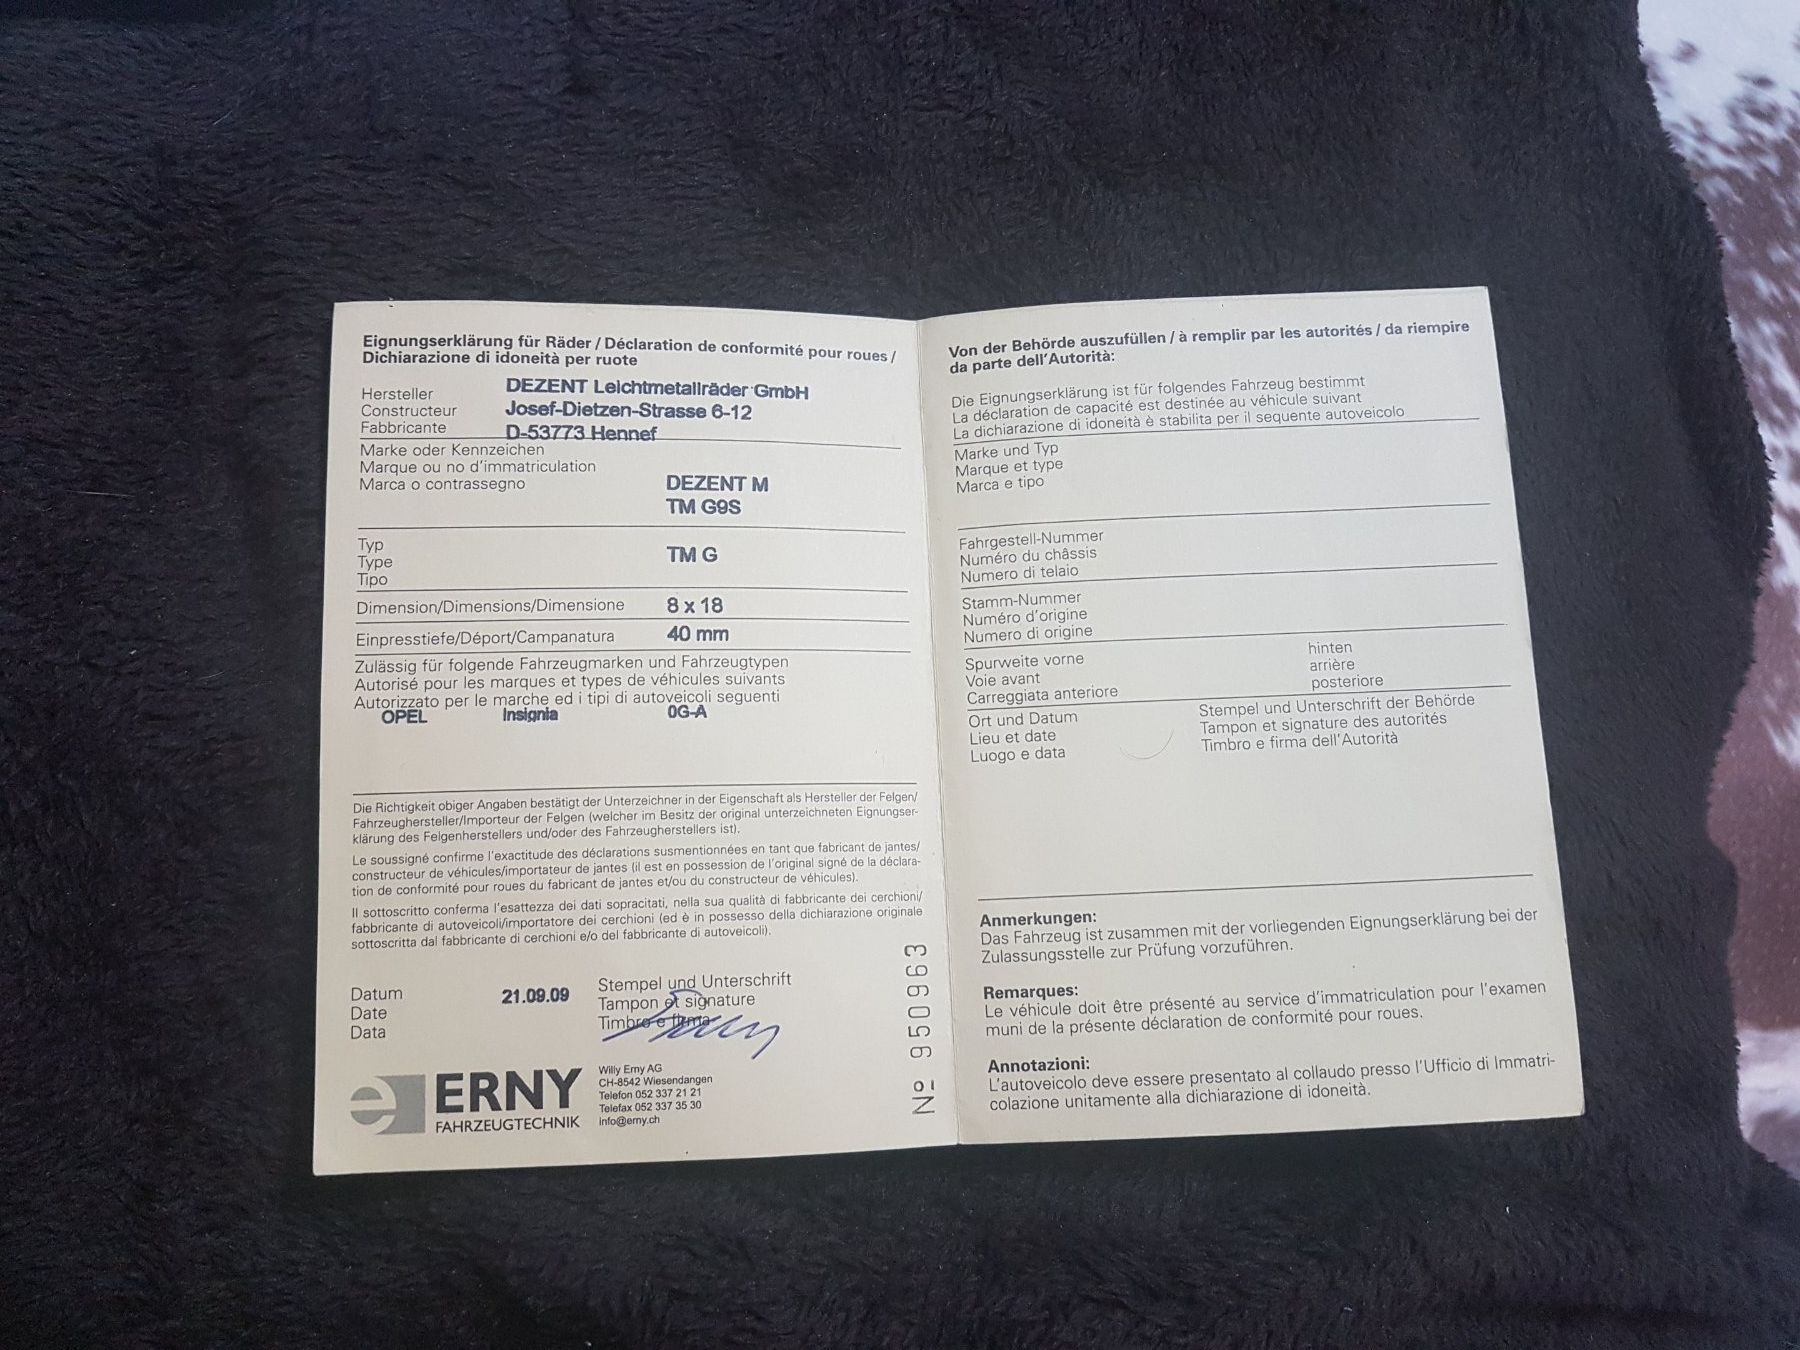 Eignungserklärung für Räder / Déclaration de conformité pour roues /
Dichiarazione di idoneità per ruote
Hersteller
Constructeur
Fabbricante
DEZENT Leichtmetallräder GmbH
Josef-Dietzen-Strasse 6-12
D-53773 Hennef
Marke oder Kennzeichen
Marque ou no d'immatriculation
Marca o contrassegno
DEZENT M
TM G9S
Typ
Type
Tipo
TM G
Dimension/Dimensions/Dimensione 8 x 18
Einpresstiefe/Déport/Campanatura 40 mm
Zulässig für folgende Fahrzeugmarken und Fahrzeugtypen
Autorisé pour les marques et types de véhicules suivants
Autorizzato per le marche ed i tipi di autoveicoli seguenti
OPEL Insignia 0G-A
Die Richtigkeit obiger Angaben bestätigt der Unterzeichner in der Eigenschaft als Hersteller der Felgen/
Fahrzeughersteller/Importeur der Felgen (welcher im Besitz der original unterzeichneten Eignungser-
klärung des Felgenherstellers und/oder des Fahrzeugherstellers ist).
Le soussigné confirme l'exactitude des déclarations susmentionnées en tant que fabricant de jantes/
constructeur de véhicules/importateur de jantes (il est en possession de l'original signé de la déclara-
tion de conformité pour roues du fabricant de jantes et/ou du constructeur de véhicules).
Il sottoscritto conferma l'esattezza dei dati sopracitati, nella sua qualità di fabbricante dei cerchioni/
fabbricante di autoveicoli/importatore dei cerchioni (ed è in possesso della dichiarazione originale
sottoscritta dal fabbricante di cerchioni e/o del fabbricante di autoveicoli).
Datum
Date
Data
21.09.09
Stempel und Unterschrift
Tampon et signature
Timbro e firma
ERNY
FAHRZEUGTECHNIK
Willy Erny AG
CH-8542 Wiesendangen
Telefon 052 337 21 21
Telefax 052 337 35 30
info@erny.ch
Nº 950963
Von der Behörde auszufüllen / à remplir par les autorités / da riempire
da parte dell'Autorità:
Die Eignungserklärung ist für folgendes Fahrzeug bestimmt
La déclaration de capacité est destinée au véhicule suivant
La dichiarazione di idoneità è stabilita per il sequente autoveicolo
Marke und Typ
Marque et type
Marca e tipo
Fahrgestell-Nummer
Numéro du châssis
Numero di telaio
Stamm-Nummer
Numéro d'origine
Numero di origine
Spurweite vorne
Voie avant
Carreggiata anteriore
hinten
arrière
posteriore
Ort und Datum
Lieu et date
Luogo e data
Stempel und Unterschrift der Behörde
Tampon et signature des autorités
Timbro e firma dell'Autorità
Anmerkungen:
Das Fahrzeug ist zusammen mit der vorliegenden Eignungserklärung bei der
Zulassungsstelle zur Prüfung vorzuführen.
Remarques:
Le véhicule doit être présenté au service d'immatriculation pour l'examen
muni de la présente déclaration de conformité pour roues.
Annotazioni:
L'autoveicolo deve essere presentato al collaudo presso l'Ufficio di Immatri-
colazione unitamente alla dichiarazione di idoneità.